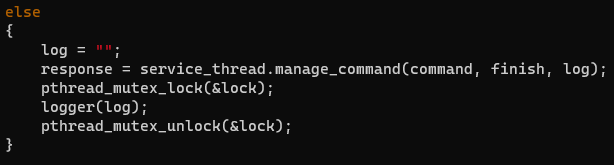 else
{
    log = "";
    response = service_thread.manage_command(command, finish, log);
    pthread_mutex_lock(&lock);
    logger(log);
    pthread_mutex_unlock(&lock);
}